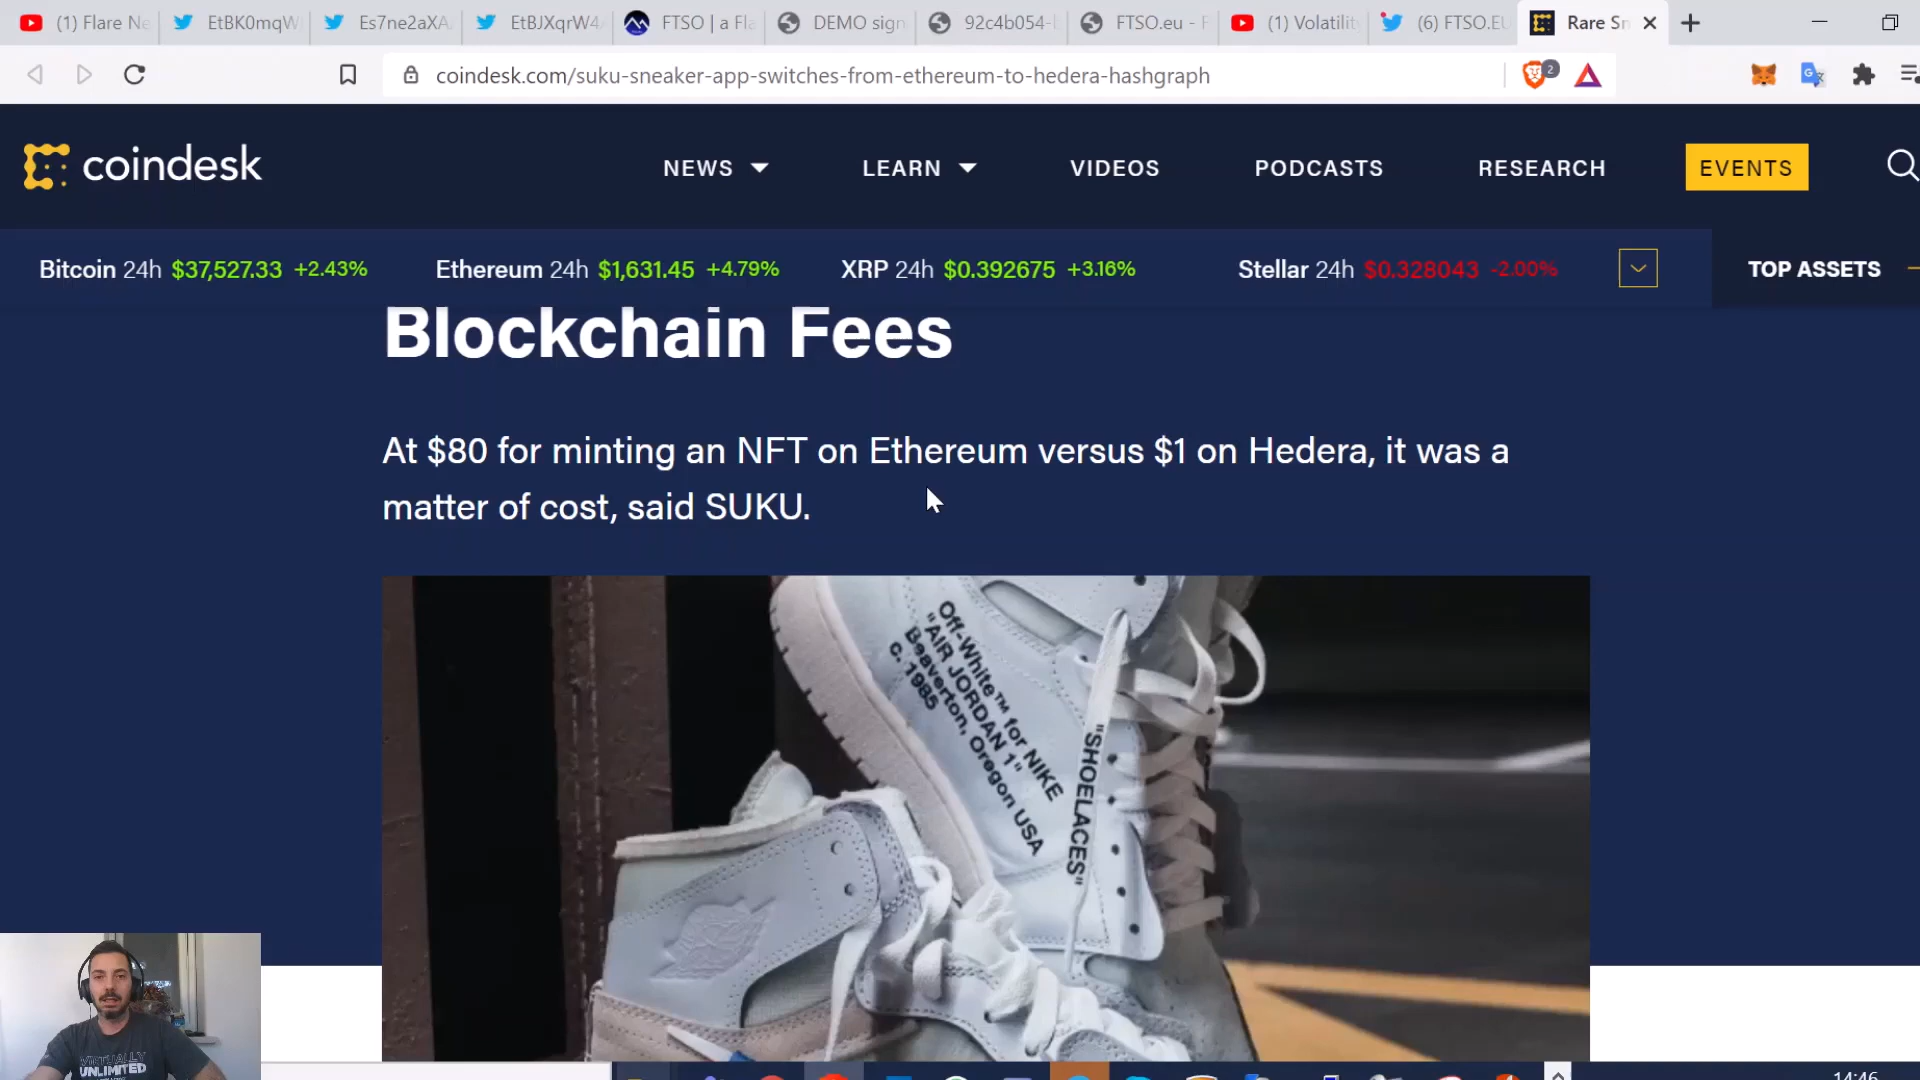 (1) Flare Ne
EtBK0mqW
Es7ne2aXA
EtBJXqrW4
FTSO | a Fla
DEMO sign
92c4b054-
FTSO.eu - F
(1) Volatilit
(6) FTSO.EU
Rare Sn
coindesk.com/suku-sneaker-app-switches-from-ethereum-to-hedera-hashgraph
2
coindesk
NEWS
LEARN
VIDEOS
PODCASTS
RESEARCH
EVENTS
Bitcoin 24h $37,527.33 +2.43%
Ethereum 24h $1,631.45 +4.79%
XRP 24h $0.392675 +3.16%
Stellar 24h $0.328043 -2.00%
TOP ASSETS
Blockchain Fees
At $80 for minting an NFT on Ethereum versus $1 on Hedera, it was a
matter of cost, said SUKU.
Off-White™ for NIKE
"AIR JORDAN 1"
Beaverton, Oregon USA
c. 1985
"SHOELACES"
VIRTUALLY
UNLIMITED
14:46